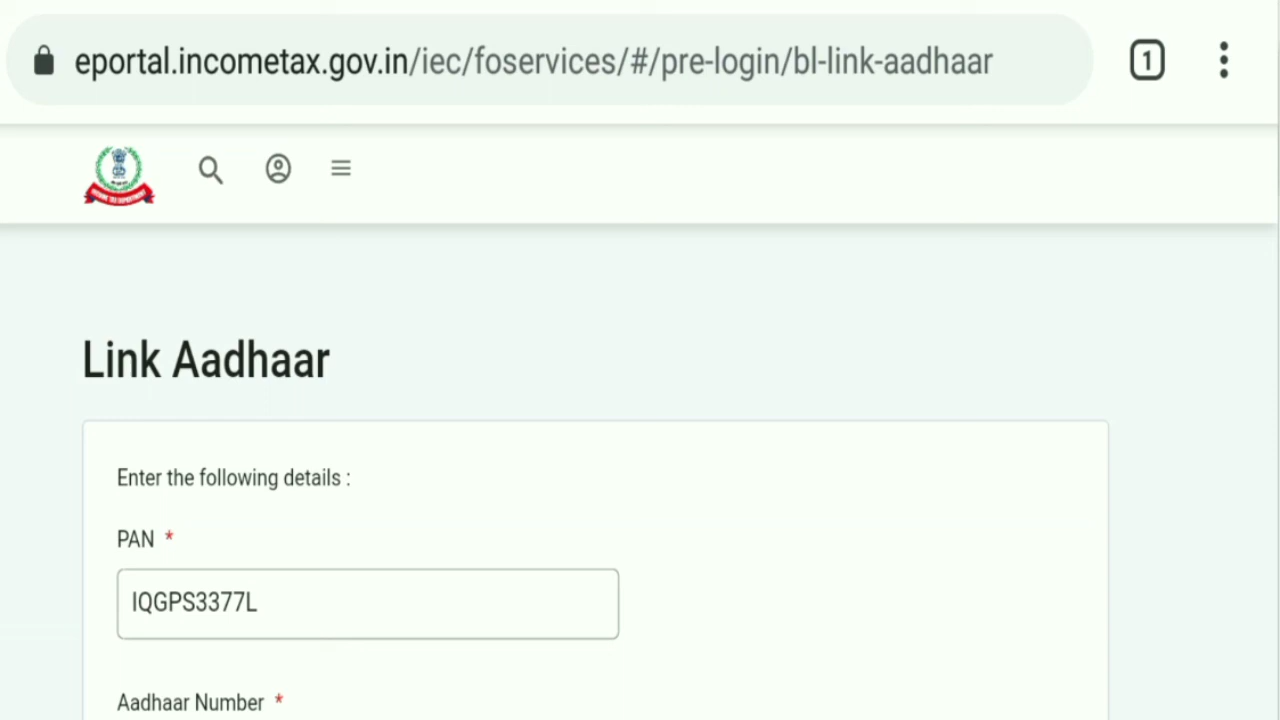 eportal.incometax.gov.in/iec/foservices/#/pre-login/bl-link-aadhaar
1
Link Aadhaar
Enter the following details :
PAN *
IQGPS3377L
Aadhaar Number *